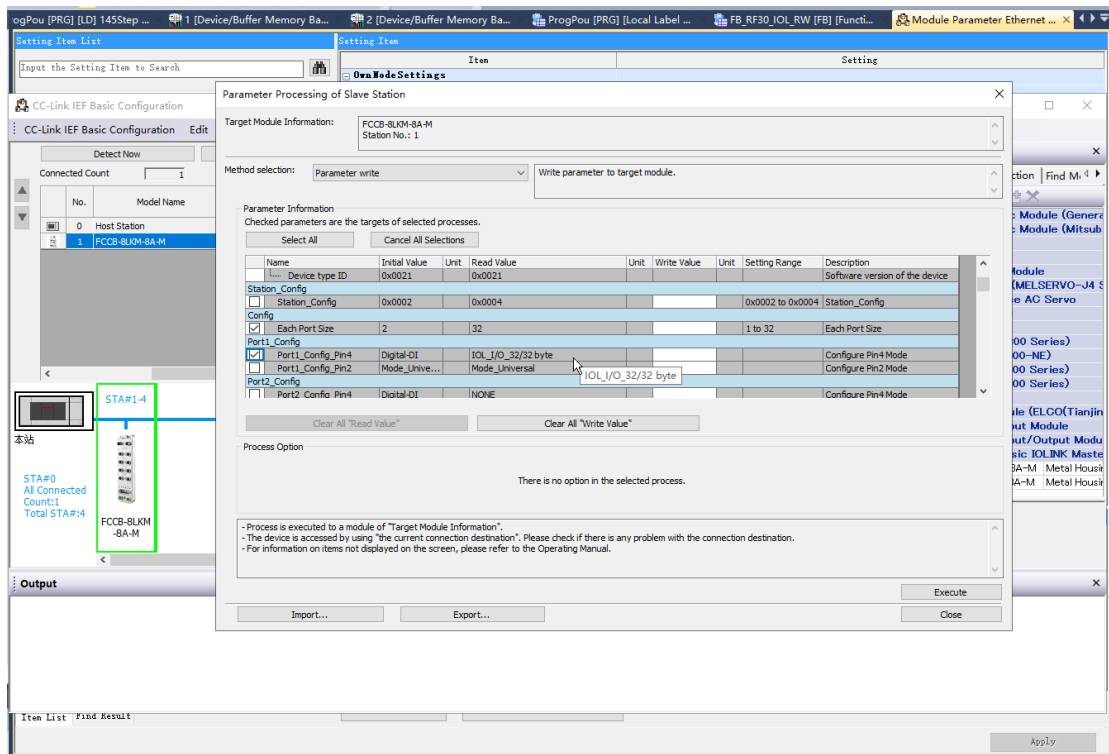 ogPou [PRG] [LD] 145Step ...
1 [Device/Buffer Memory Ba...
2 [Device/Buffer Memory Ba...
ProgPou [PRG] [Local Label ...
FB_RF30_IOL_RW [FB] [Functi...
Module Parameter Ethernet ...
Setting Item List
Setting Item
Input the Setting Item to Search
Item
Setting
OwnNodeSettings
CC-Link IEF Basic Configuration
CC-Link IEF Basic Configuration
Edit
Detect Now
Connected Count
1
No.
Model Name
0
Host Station
1
FCCB-8LKM-8A-M
STA#1-4
本站
STA#0
All Connected
Count:1
Total STA#:4
FCCB-8LKM
-8A-M
Parameter Processing of Slave Station
Target Module Information:
FCCB-8LKM-8A-M
Station No.: 1
Method selection:
Parameter write
Write parameter to target module.
Parameter Information
Checked parameters are the targets of selected processes.
Select All
Cancel All Selections
Name Initial Value Unit Read Value Unit Write Value Unit Setting Range Description
Device type ID 0x0021 0x0021 Software version of the device
Station_Config
Station_Config 0x0002 0x0004 0x0002 to 0x0004 Station_Config
Config
Each Port Size 2 32 1 to 32 Each Port Size
Port1_Config
Port1_Config_Pin4 Digital-DI IOL_I/O_32/32 byte Configure Pin4 Mode
Port1_Config_Pin2 Mode_Unive... Mode_Universal Configure Pin2 Mode
IOL_I/O_32/32 byte
Port2_Config
Port2_Config_Pin4 Digital-DI NONE Configure Pin4 Mode
Clear All "Read Value"
Clear All "Write Value"
Process Option
There is no option in the selected process.
- Process is executed to a module of "Target Module Information".
- The device is accessed by using "the current connection destination". Please check if there is any problem with the connection destination.
- For information on items not displayed on the screen, please refer to the Operating Manual.
Execute
Import...
Export...
Close
ction
Find M
: Module (Genera
: Module (Mitsub
Module
(MELSERVO-J4 S
e AC Servo
00 Series)
00-NE)
00 Series)
le (ELCO(Tianjin
ut Module
ut/Output Modu
sic IOLINK Maste
8A-M Metal Housin
8A-M Metal Housin
Output
Item List
Find Result
Apply